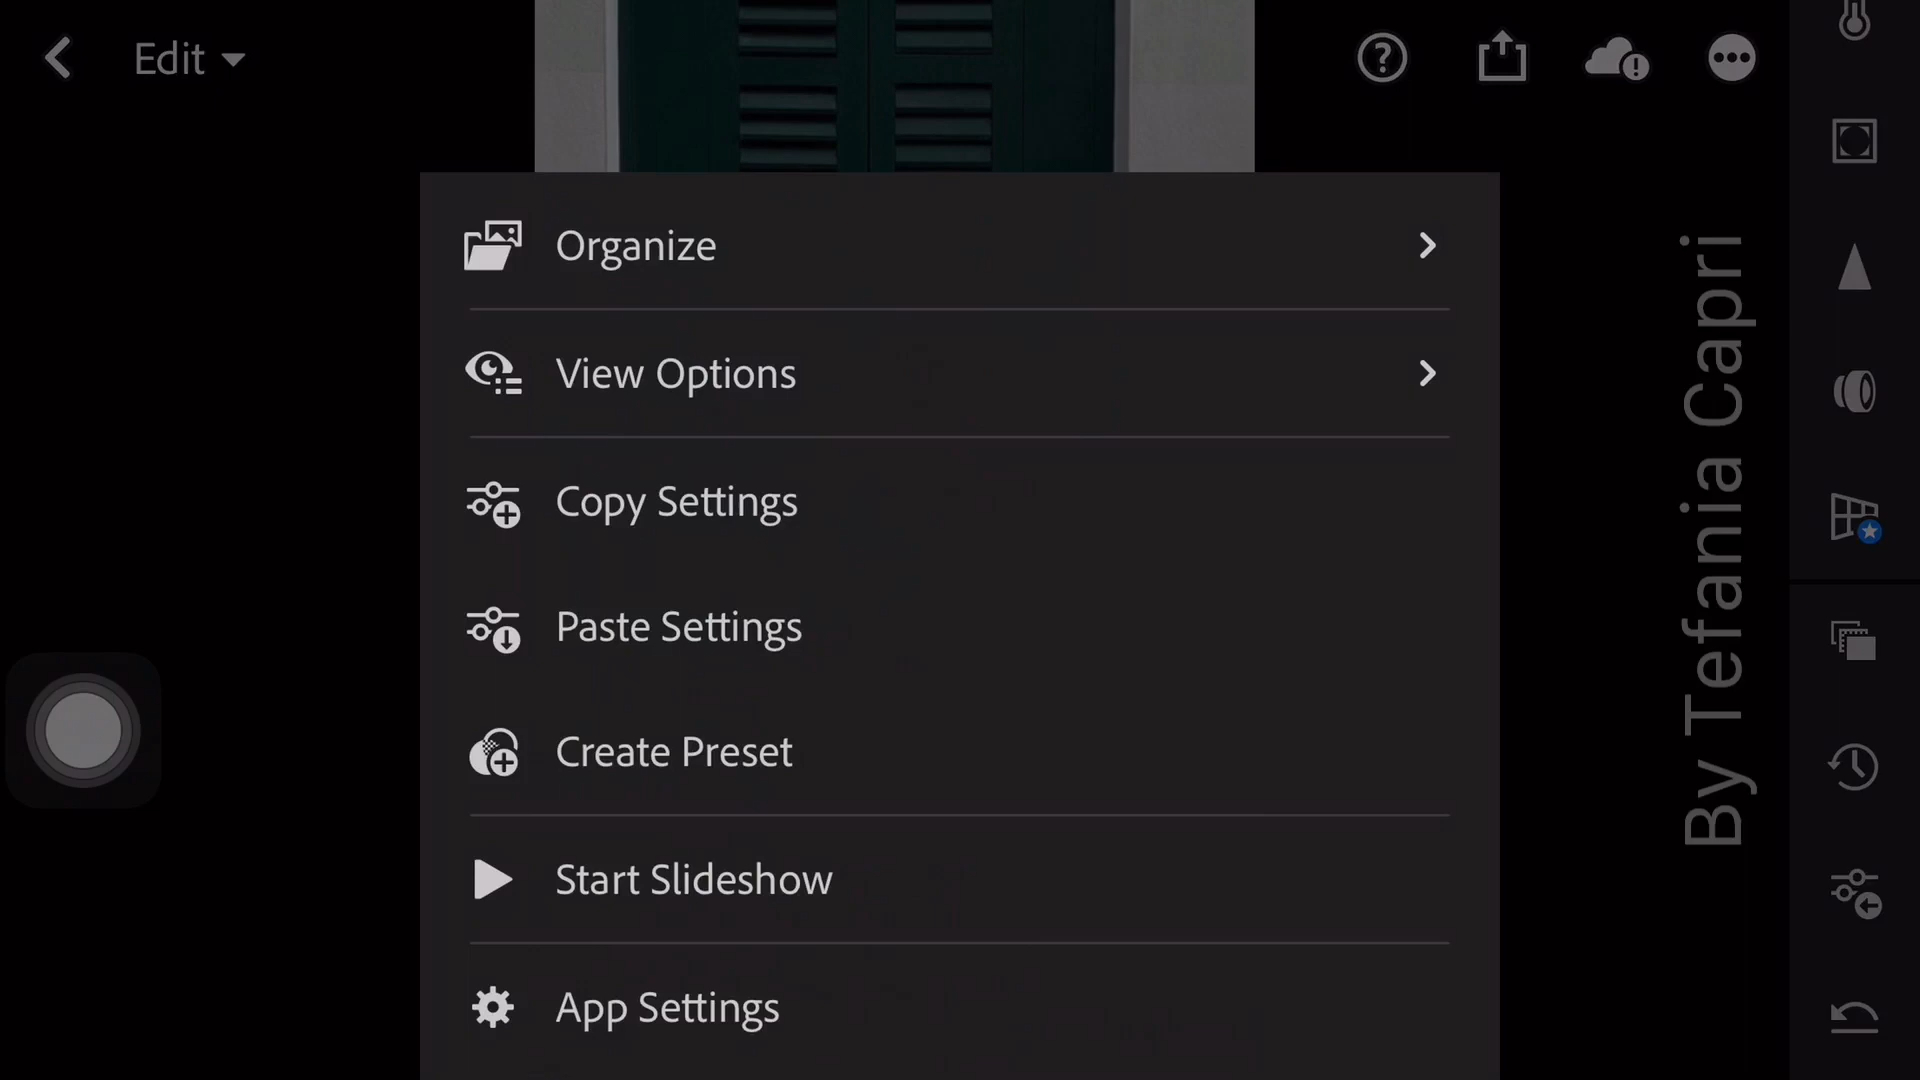 Edit
Organize
View Options
Copy Settings
Paste Settings
Create Preset
Start Slideshow
App Settings
By Tefania Capri